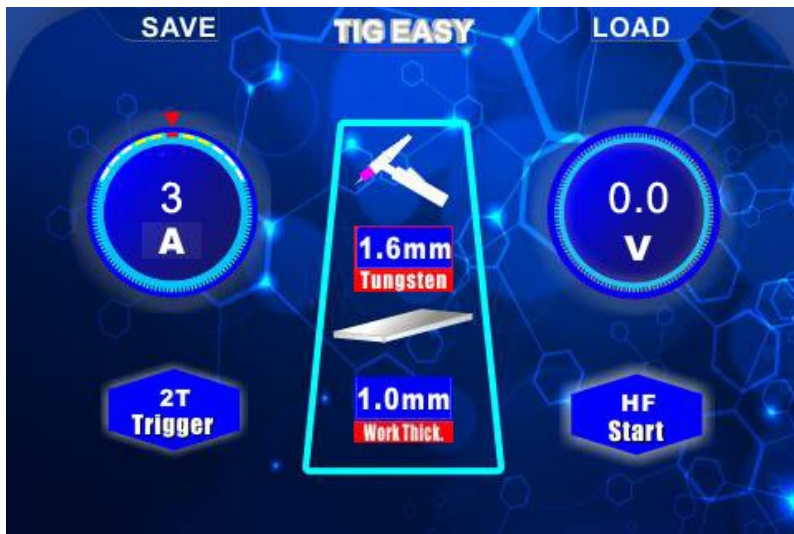 SAVE
TIG EASY
LOAD
3
A
1.6mm
Tungsten
0.0
V
2T
Trigger
1.0mm
Work Thick.
HF
Start